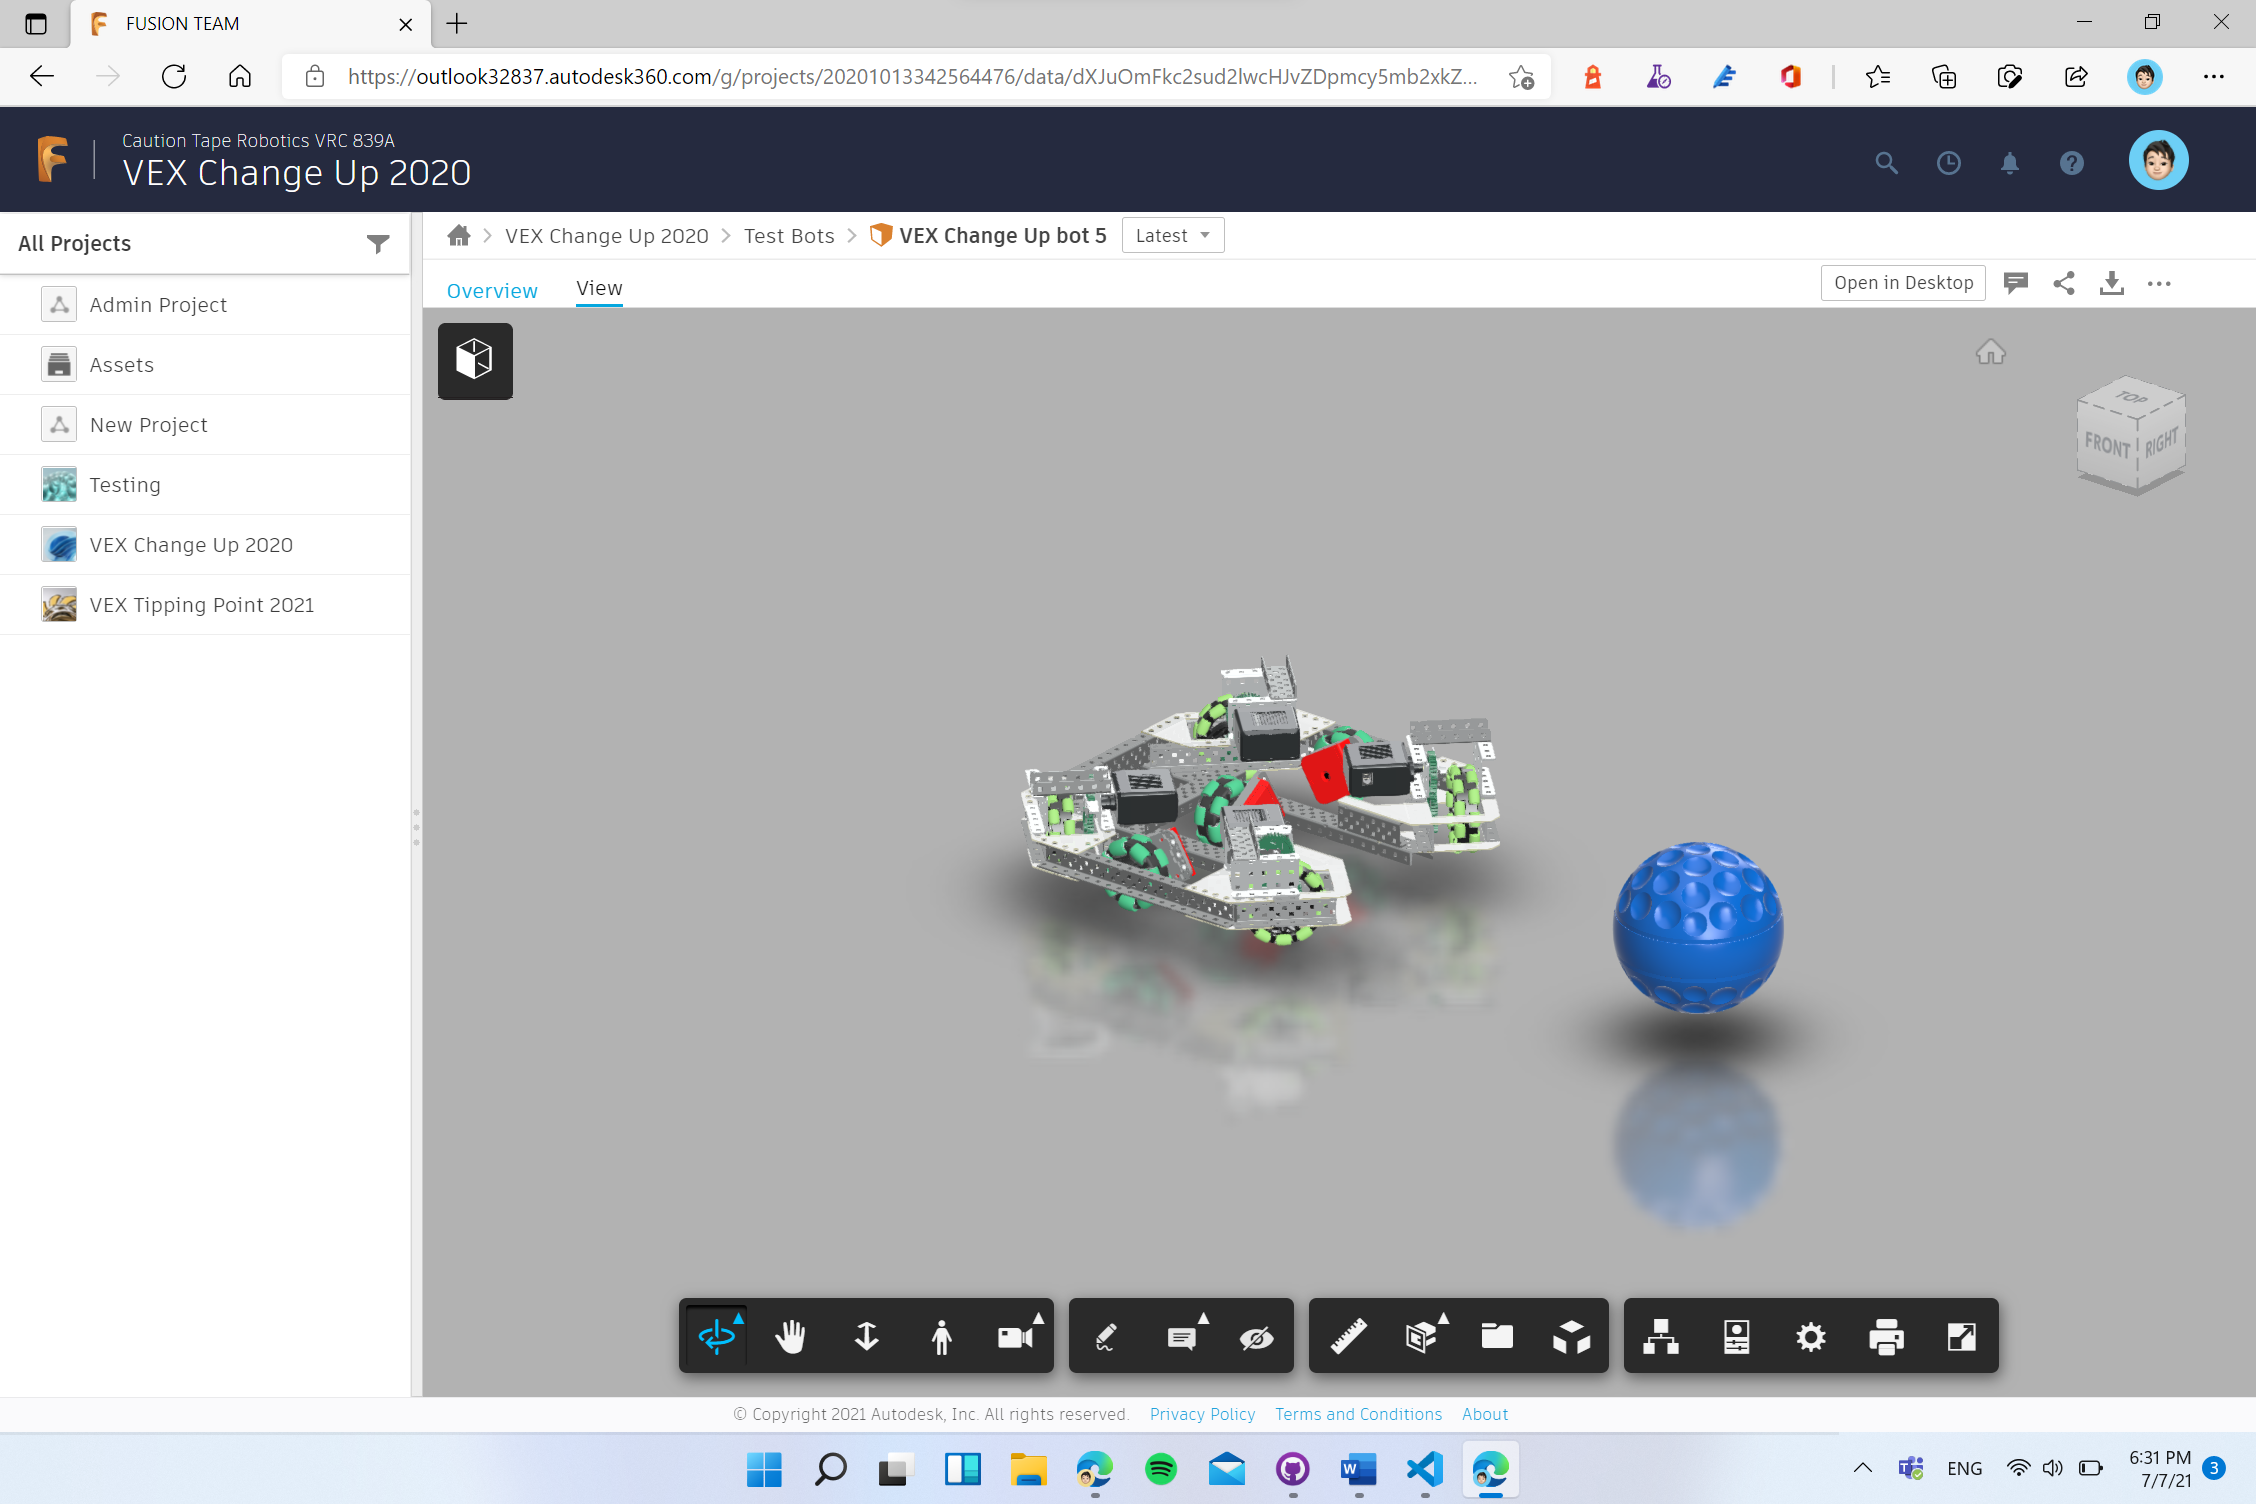 FUSION TEAM
https://outlook32837.autodesk360.com/g/projects/20201013342564476/data/dXJuOmFkc2sud2lwcHJvZDpmcy5mb2xkZ...
Caution Tape Robotics VRC 839A
VEX Change Up 2020
All Projects
VEX Change Up 2020 Test Bots VEX Change Up bot 5 Latest
Overview View
Open in Desktop
Admin Project
Assets
New Project
Testing
VEX Change Up 2020
VEX Tipping Point 2021
TOP
FRONT RIGHT
© Copyright 2021 Autodesk, Inc. All rights reserved. Privacy Policy Terms and Conditions About
ENG
6:31 PM
7/7/21
3